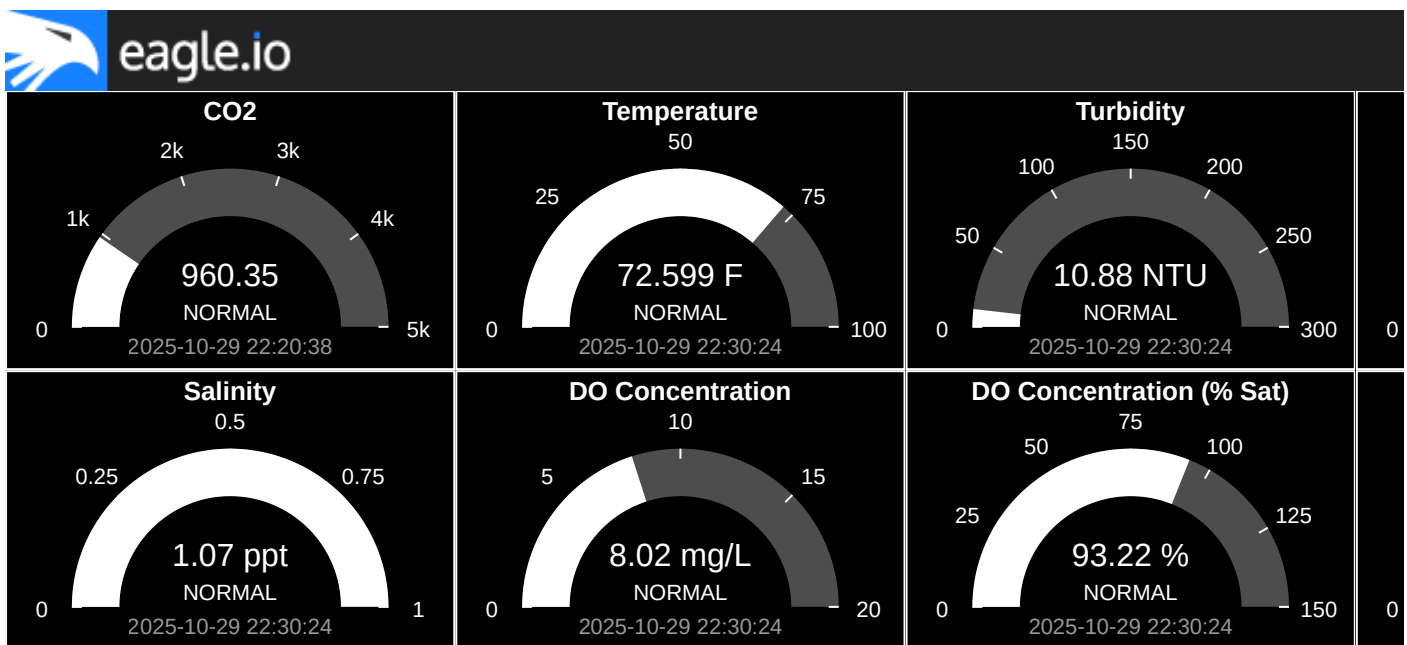 eagle.io
CO2
0
1k
2k
3k
4k
5k
960.35
NORMAL
2025-10-29 22:20:38
Temperature
0
25
50
75
100
72.599 F
NORMAL
2025-10-29 22:30:24
Turbidity
0
50
100
150
200
250
300
10.88 NTU
NORMAL
2025-10-29 22:30:24
0
Salinity
0
0.25
0.5
0.75
1
1.07 ppt
NORMAL
2025-10-29 22:30:24
DO Concentration
0
5
10
15
20
8.02 mg/L
NORMAL
2025-10-29 22:30:24
DO Concentration (% Sat)
0
25
50
75
100
125
150
93.22 %
NORMAL
2025-10-29 22:30:24
0